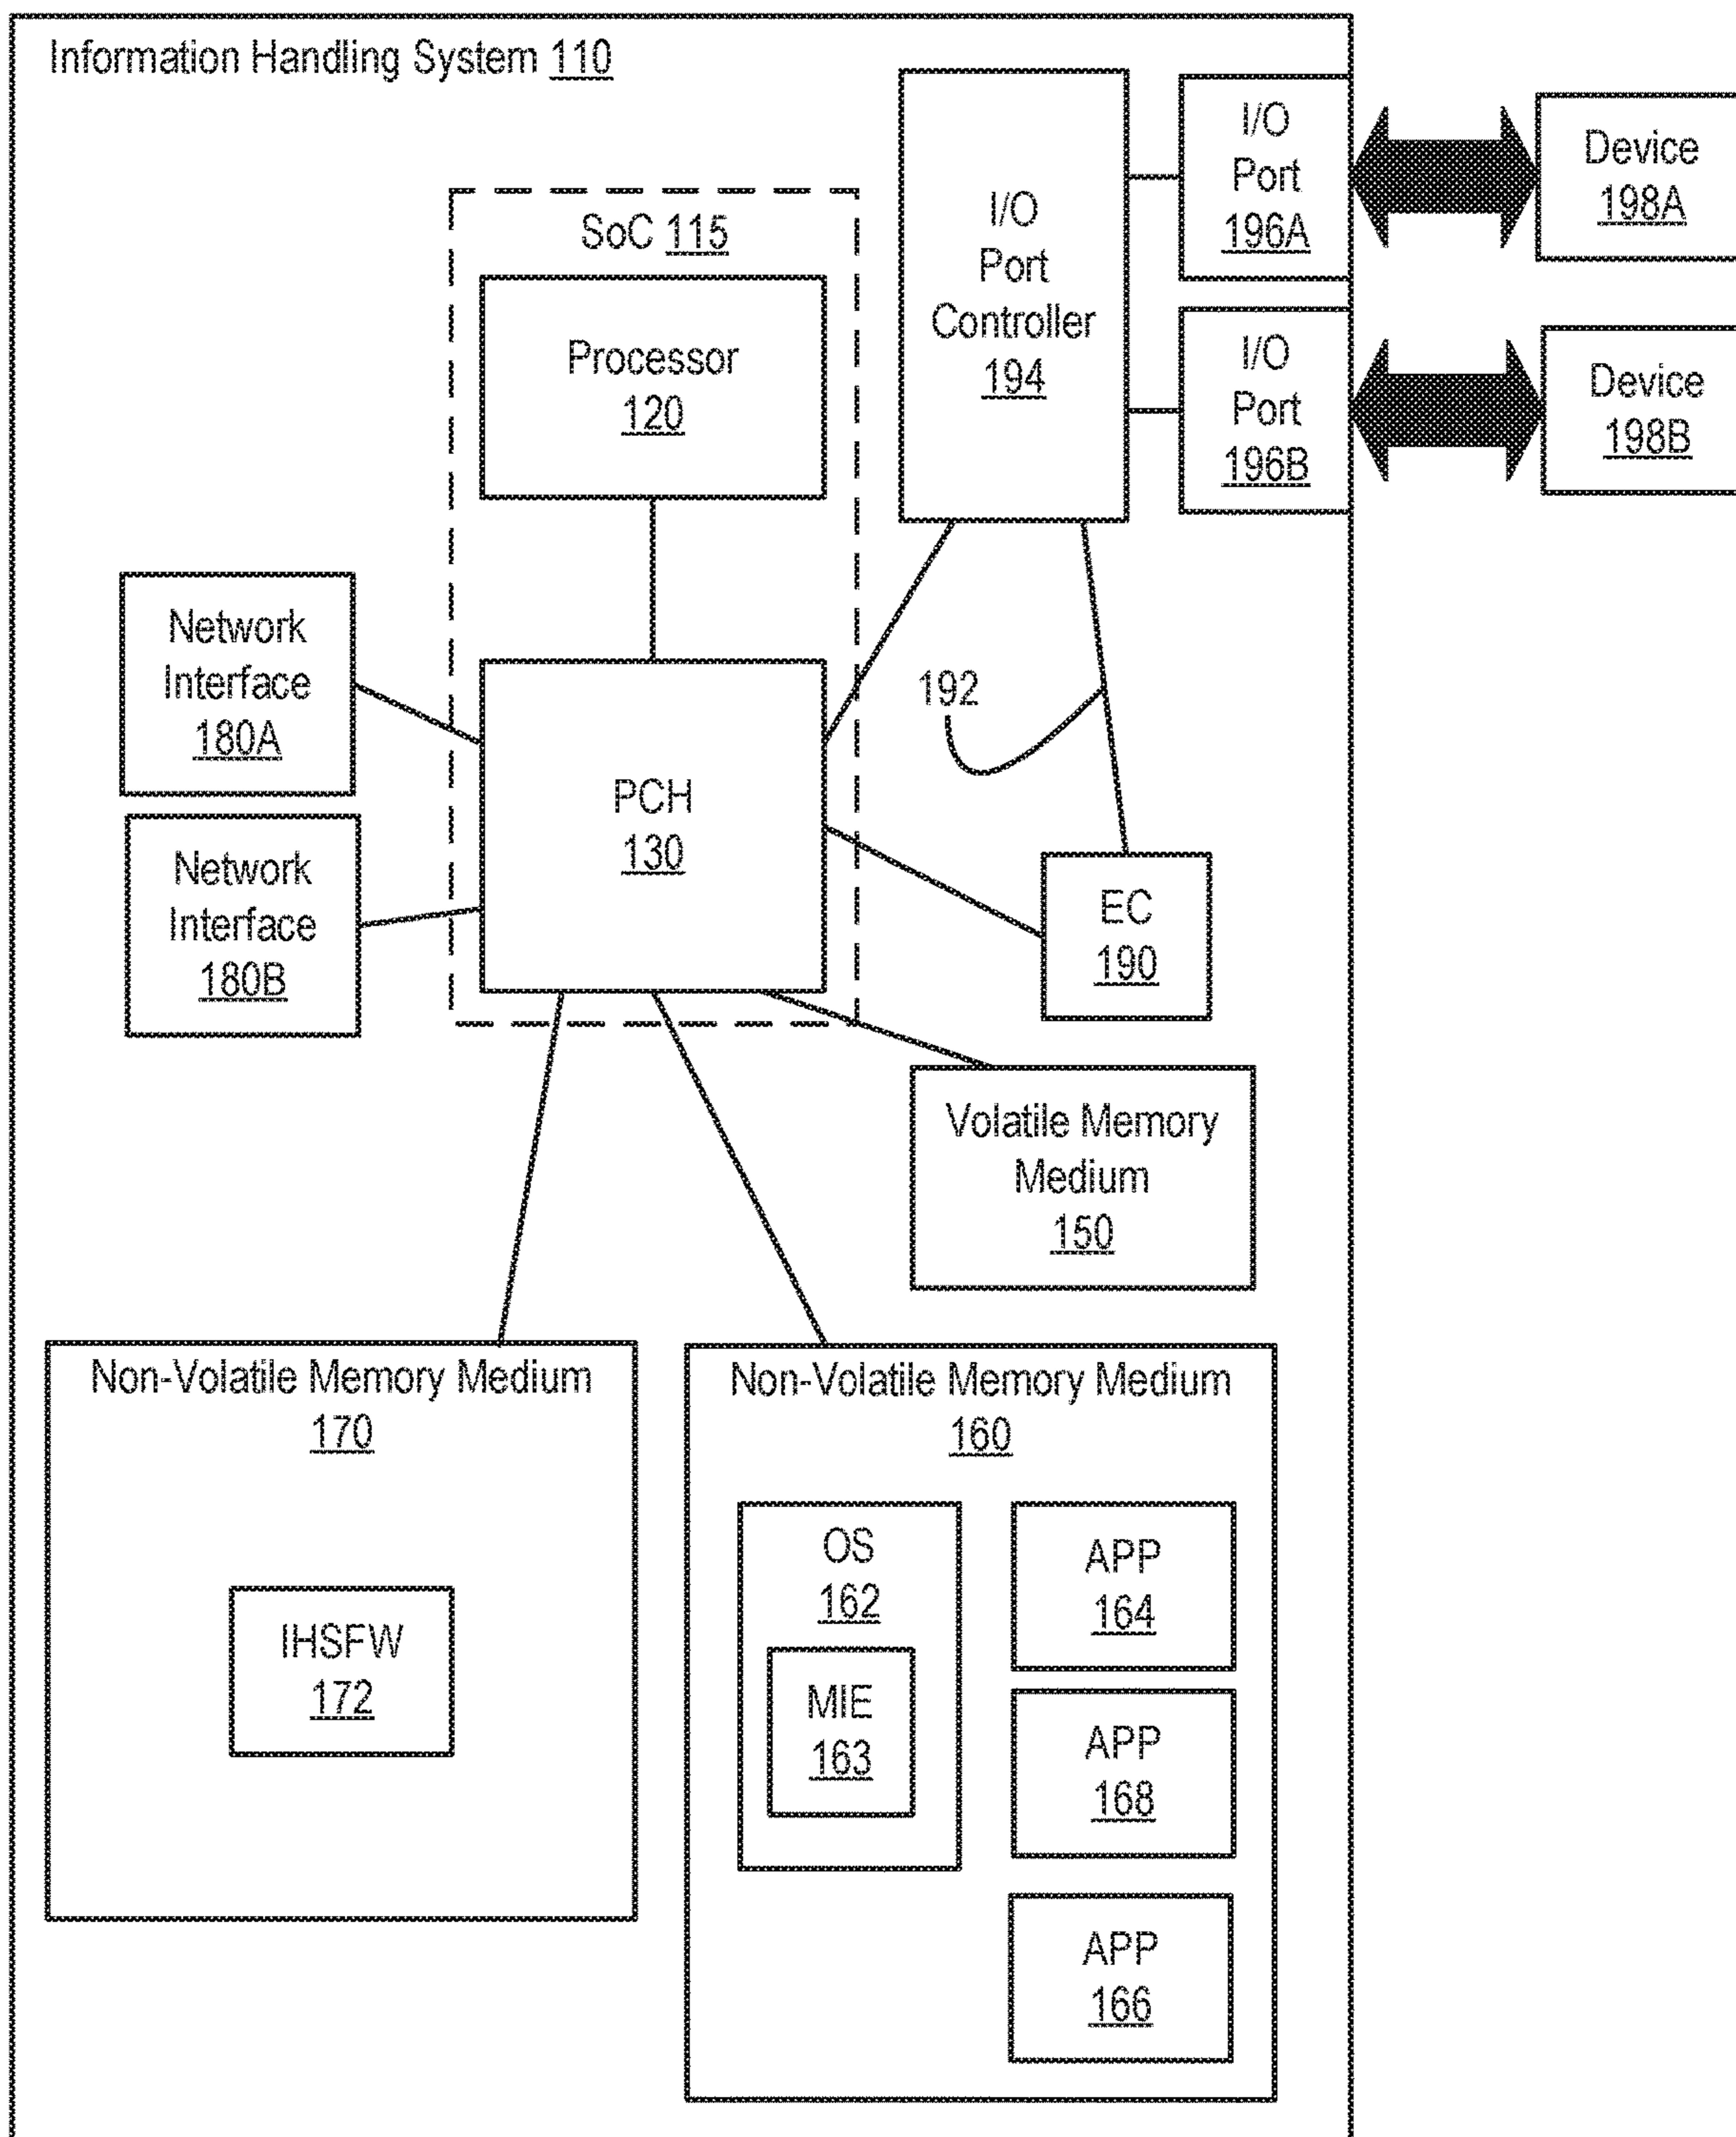 Information Handling System 110
I/O
Port
196A
Device
198A
I/O
Port
Controller
194
SoC 115
Processor
120
I/O
Port
196B
Device
198B
Network
Interface
180A
192
PCH
130
Network
Interface
180B
EC
190
Volatile Memory
Medium
150
Non-Volatile Memory Medium
170
IHSFW
172
Non-Volatile Memory Medium
160
OS
162
MIE
163
APP
164
APP
168
APP
166